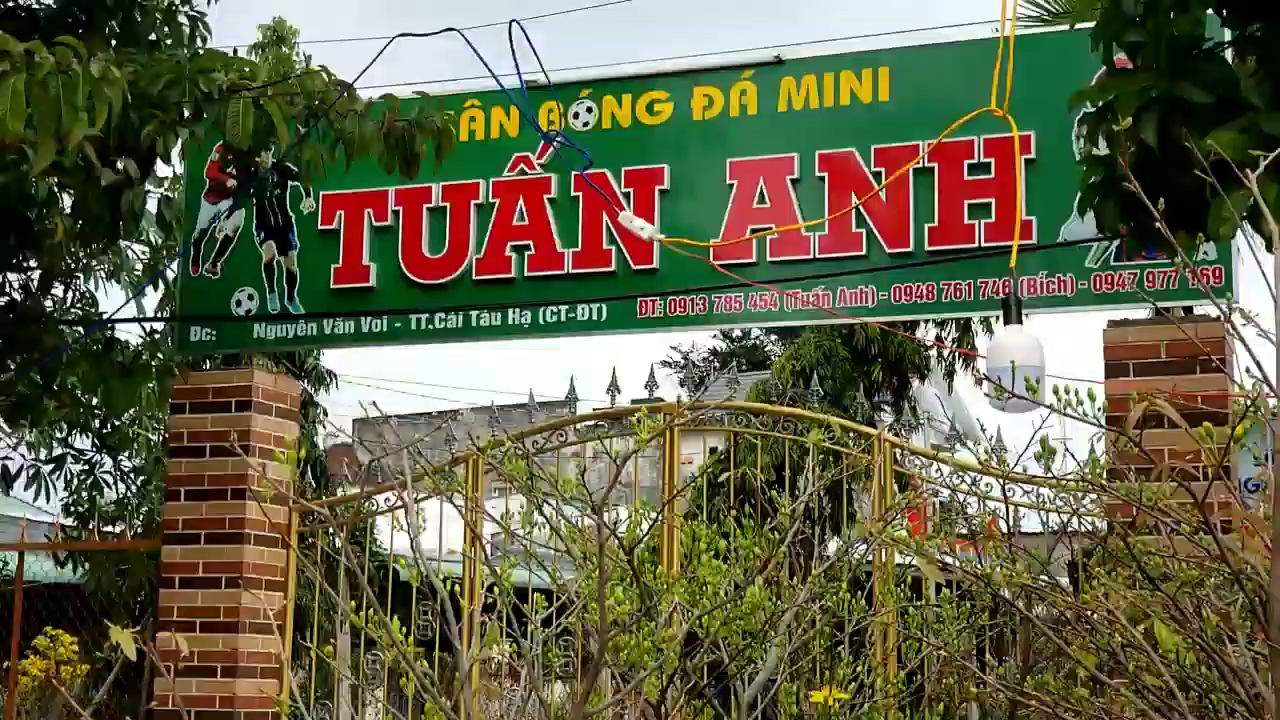 SÂN BÓNG ĐÁ MINI
TUẤN ANH
Đc: Nguyễn Văn Voi - TT.Cái Tàu Hạ (CT-ĐT)
ĐT: 0913 785 454 (Tuấn Anh) - 0948 761 746 (Bích) - 0947 977 169